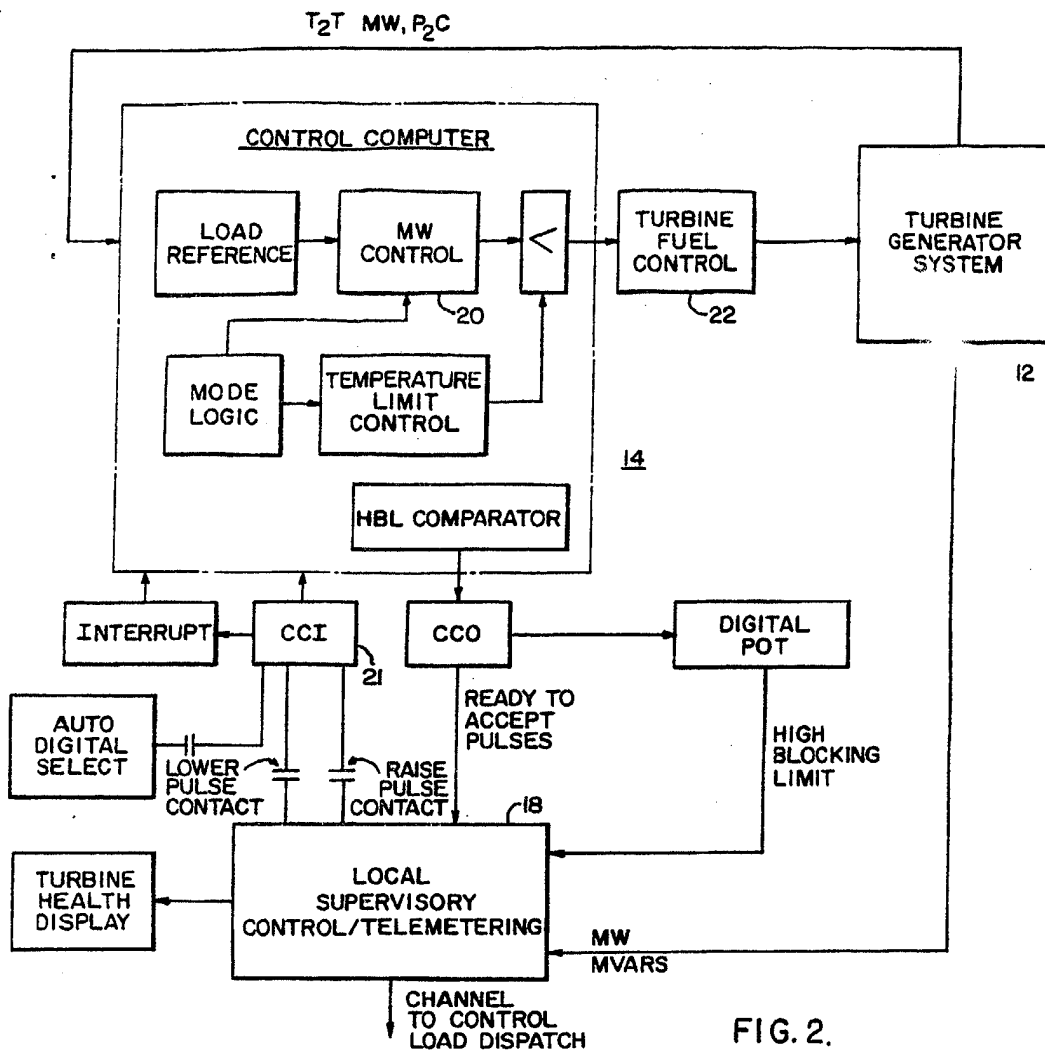 T2T MW, P2C
CONTROL COMPUTER
LOAD
REFERENCE
MW
CONTROL
<
TURBINE
FUEL
CONTROL
TURBINE
GENERATOR
SYSTEM
20
22
12
MODE
LOGIC
TEMPERATURE
LIMIT
CONTROL
14
HBL COMPARATOR
INTERRUPT
CCI
21
CCO
DIGITAL
POT
AUTO
DIGITAL
SELECT
LOWER
PULSE
CONTACT
RAISE
PULSE
CONTACT
READY TO
ACCEPT
PULSES
HIGH
BLOCKING
LIMIT
18
TURBINE
HEALTH
DISPLAY
LOCAL
SUPERVISORY
CONTROL/TELEMETERING
MW
MVARS
CHANNEL
TO CONTROL
LOAD DISPATCH
FIG. 2.